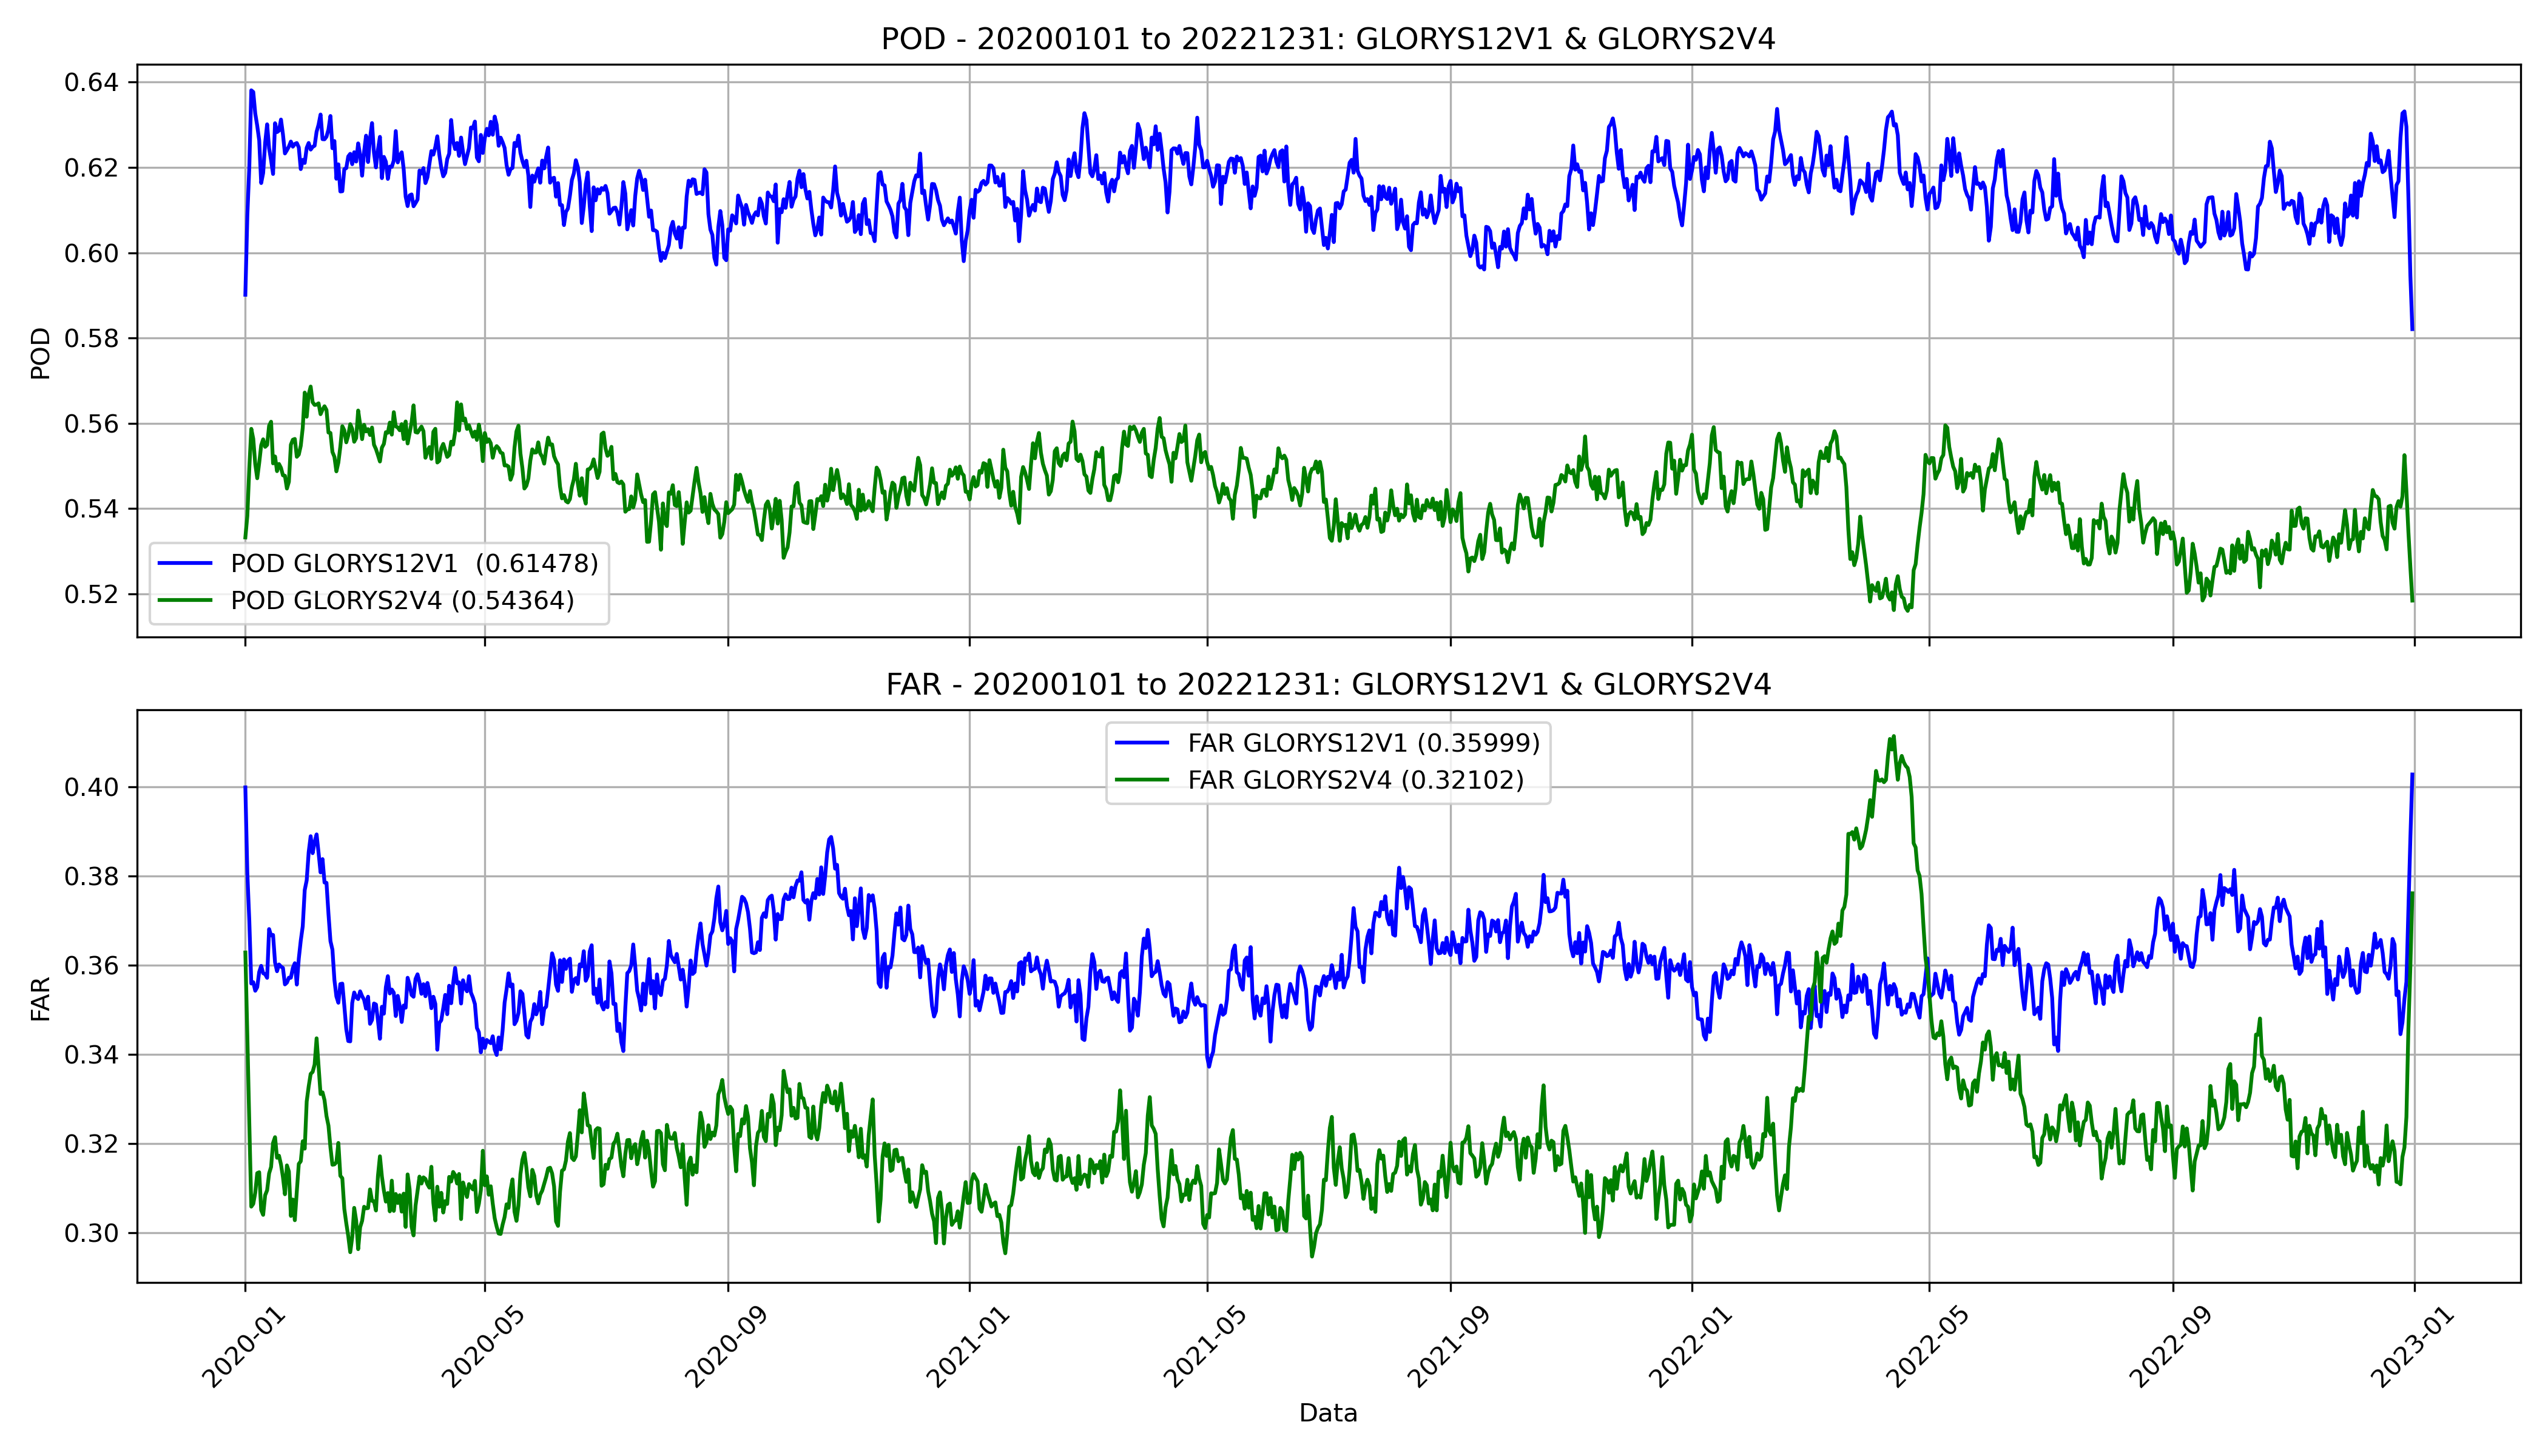 POD - 20200101 to 20221231: GLORYS12V1 & GLORYS2V4
0.64
0.62
0.60
0.58
0.56
0.54
0.52
POD
POD GLORYS12V1  (0.61478)
POD GLORYS2V4 (0.54364)
FAR - 20200101 to 20221231: GLORYS12V1 & GLORYS2V4
FAR GLORYS12V1 (0.35999)
FAR GLORYS2V4 (0.32102)
0.40
0.38
0.36
0.34
0.32
0.30
FAR
2020-01
2020-05
2020-09
2021-01
2021-05
2021-09
2022-01
2022-05
2022-09
2023-01
Data